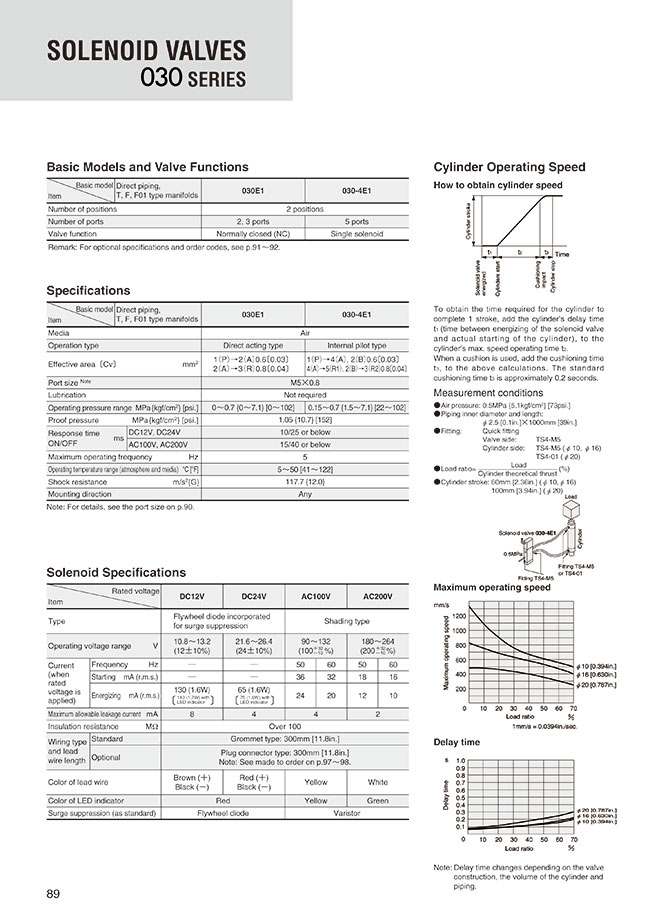 SOLENOID VALVES
030 SERIES
Basic Models and Valve Functions
Basic model Direct piping, T, F, F01 type manifolds 030E1 030-4E1
Item
Number of positions 2 positions
Number of ports 2, 3 ports 5 ports
Valve function Normally closed (NC) Single solenoid
Remark: For optional specifications and order codes, see p.91～92.
Specifications
Basic model Direct piping, T, F, F01 type manifolds 030E1 030-4E1
Item
Media Air
Operation type Direct acting type Internal pilot type
Effective area〔Cv〕 mm² 1(P)→2(A)0.6〔0.03〕 1(P)→4(A), 2(B)0.6〔0.03〕
2(A)→3(R)0.8〔0.04〕 4(A)→5(R1), 2(B)→3(R2)0.8〔0.04〕
Port size Note M5×0.8
Lubrication Not required
Operating pressure range MPa {kgf/cm²} [psi.] 0～0.7 {0～7.1} [0～102] 0.15～0.7 {1.5～7.1} [22～102]
Proof pressure MPa {kgf/cm²} [psi.] 1.05 {10.7} [152]
Response time ON/OFF ms DC12V, DC24V 10/25 or below
AC100V, AC200V 15/40 or below
Maximum operating frequency Hz 5
Operating temperature range (atmosphere and media) °C [°F] 5～50 [41～122]
Shock resistance m/s² {G} 117.7 {12.0}
Mounting direction Any
Note: For details, see the port size on p.90.
Solenoid Specifications
Rated voltage DC12V DC24V AC100V AC200V
Item
Type Flywheel diode incorporated for surge suppression Shading type
Operating voltage range V 10.8～13.2 (12±10%) 21.6～26.4 (24±10%) 90～132 (100 %) 180～264 (200 %)
Current (when rated voltage is applied) Frequency Hz — — 50 60 50 60
Starting mA (r.m.s.) — — 36 32 18 16
Energizing mA (r.m.s.) 130 (1.6W) 65 (1.6W) 24 20 12 10
LED indicator LED indicator
Maximum allowable leakage current mA 8 4 4 2
Insulation resistance MΩ Over 100
Wiring type and lead wire length Standard Grommet type: 300mm [11.8in.]
Optional Plug connector type: 300mm [11.8in.]
Note: See made to order on p.97～98.
Color of lead wire Brown (＋) Black (－) Red (＋) Black (－) Yellow White
Color of LED indicator Red Yellow Green
Surge suppression (as standard) Flywheel diode Varistor
89
Cylinder Operating Speed
How to obtain cylinder speed
Cylinder stroke
t1 t2 t3 Time
Solenoid valve energized
Cylinders start
Cushioning impact
Cylinder stop
To obtain the time required for the cylinder to
complete 1 stroke, add the cylinder's delay time
t1 (time between energizing of the solenoid valve
and actual starting of the cylinder), to the
cylinder's max. speed operating time t2.
When a cushion is used, add the cushioning time
t3, to the above calculations. The standard
cushioning time t3 is approximately 0.2 seconds.
Measurement conditions
●Air pressure: 0.5MPa {5.1kgf/cm²} [73psi.]
●Piping inner diameter and length:
φ2.5 [0.1in.]×1000mm [39in.]
●Fitting: Quick fitting
Valve side: TS4-M5
Cylinder side: TS4-M5 (φ10, φ16)
TS4-01 (φ20)
●Load ratio= Load / Cylinder theoretical thrust (%)
●Cylinder stroke: 60mm [2.36in.] (φ10, φ16)
100mm [3.94in.] (φ20)
Load
Solenoid valve 030-4E1
Cylinder
0.5MPa
Fitting TS4-M5
or TS4-01
Fitting TS4-M5
Maximum operating speed
mm/s
Maximum operating speed
1200
1000
800
600
400
200
φ10 [0.394in.]
φ16 [0.630in.]
φ20 [0.787in.]
0 10 20 30 40 50 60 70
Load ratio %
1mm/s = 0.0394in./sec.
Delay time
s
Delay time
1.0
0.9
0.8
0.7
0.6
0.5
0.4
0.3
0.2
0.1
φ20 [0.787in.]
φ16 [0.630in.]
φ10 [0.394in.]
0 10 20 30 40 50 60 70
Load ratio %
Note: Delay time changes depending on the valve
construction, the volume of the cylinder and
piping.